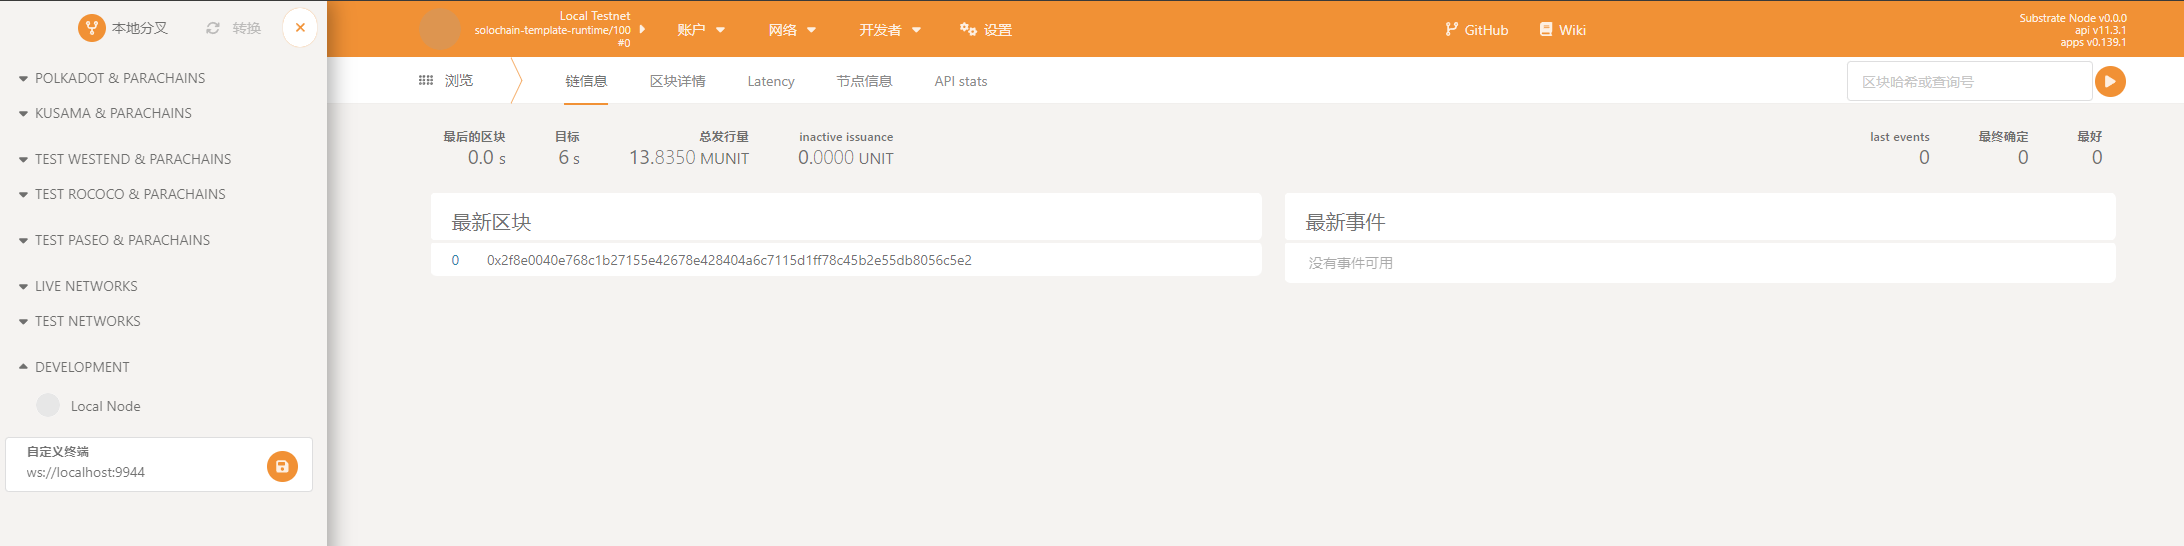 本地分叉
转换
POLKADOT & PARACHAINS
KUSAMA & PARACHAINS
TEST WESTEND & PARACHAINS
TEST ROCOCO & PARACHAINS
TEST PASEO & PARACHAINS
LIVE NETWORKS
TEST NETWORKS
DEVELOPMENT
Local Node
自定义终端
ws://localhost:9944
Local Testnet
solochain-template-runtime/100
#0
账户
网络
开发者
设置
GitHub
Wiki
Substrate Node v0.0.0
api v11.3.1
apps v0.139.1
浏览
链信息
区块详情
Latency
节点信息
API stats
区块哈希或查询号
最后的区块
0.0 s
目标
6 s
总发行量
13.8350 MUNIT
inactive issuance
0.0000 UNIT
last events
0
最终确定
0
最好
0
最新区块
0 0x2f8e0040e768c1b27155e42678e428404a6c7115d1ff78c45b2e55db8056c5e2
最新事件
没有事件可用